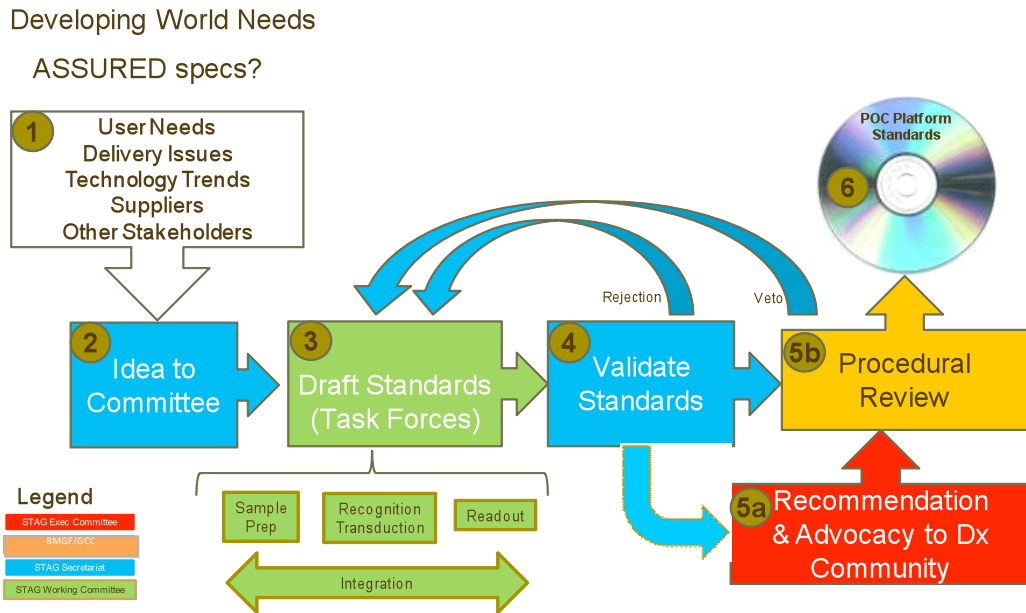 Developing World Needs
ASSURED specs?
1
User Needs
Delivery Issues
Technology Trends
Suppliers
Other Stakeholders
POC Platform
Standards
6
Rejection
Veto
2
Idea to
Committee
3
Draft Standards
(Task Forces)
4
Validate
Standards
5b
Procedural
Review
Sample
Prep
Recognition
Transduction
Readout
Integration
5a
Recommendation
& Advocacy to Dx
Community
Legend
STAG Exec Committee
BMGF/GCC
STAG Secretariat
STAG Working Committee